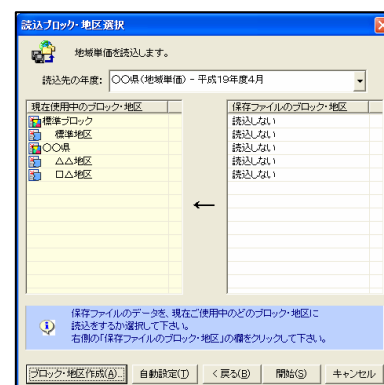 読込ブロック・地区選択
地域単価を読込します。
読込先の年度: 〇〇県(地域単価) - 平成19年度4月
現在使用中のブロック・地区
標準ブロック
標準地区
〇〇県
△△地区
口△地区
←
保存ファイルのブロック・地区
読込しない
読込しない
読込しない
読込しない
読込しない
保存ファイルのデータを、現在ご使用中のどのブロック・地区に
読込をするか選択して下さい。
右側の「保存ファイルのブロック・地区」の欄をクリックして下さい。
ブロック・地区作成(A)... 自動設定(T) < 戻る(B) 開始(S) キャンセル